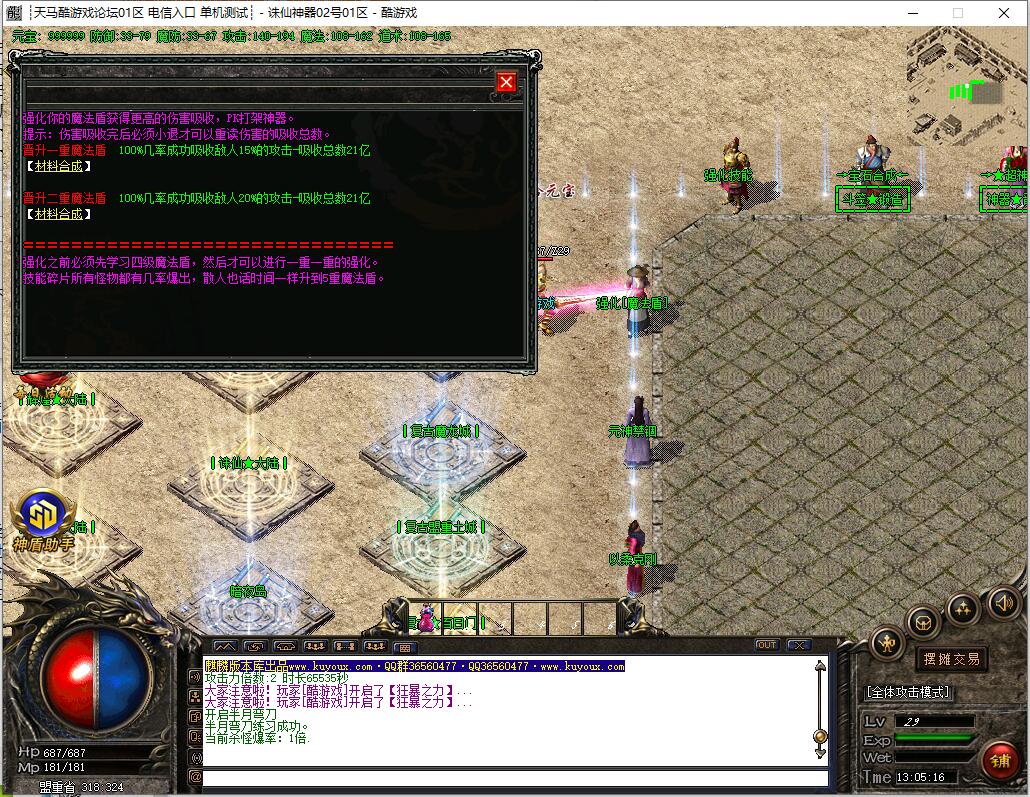 天马酷游戏论坛01区 电信入口 单机测试 - 诛仙神器02号01区 - 酷游戏
元宝: 999999 防御:33-79 魔防:33-67 攻击:140-194 魔法:108-162 道术:108-165
强化你的魔法盾获得更高的伤害吸收，PK打架神器。
提示：伤害吸收完后必须小退才可以重读伤害的吸收总数。
晋升一重魔法盾 100%几率成功吸收敌人15%的攻击-吸收总数21亿
【材料合成】
晋升二重魔法盾 100%几率成功吸收敌人20%的攻击-吸收总数21亿
【材料合成】
===============================
强化之前必须先学习四级魔法盾，然后才可以进行一重一重的强化。
技能碎片所有怪物都有几率爆出，散人也话时间一样升到5重魔法盾。
强化技能
宝石合成
斗笠★锻造
元宝
强化[魔法盾]
复古魔龙城
元神禁锢
诛仙★大陆
复古盟重土城
神盾助手
卧桑克刚
暗夜岛
OUT
摆摊交易
麒麟版本库出品www.kuyoux.com·QQ群36560477·QQ36560477·www.kuyoux.com
攻击力倍数:2 时长65535秒
大家注意啦! 玩家[酷游戏]开启了【狂暴之力】...
大家注意啦! 玩家[酷游戏]开启了【狂暴之力】...
开启半月弯刀
半月弯刀练习成功。
当前杀怪爆率: 1倍.
[全体攻击模式]
Lv 29
Exp
Wet
铺
Tme 13:05:16
Hp 687/687
Mp 181/181
盟重省 318:324